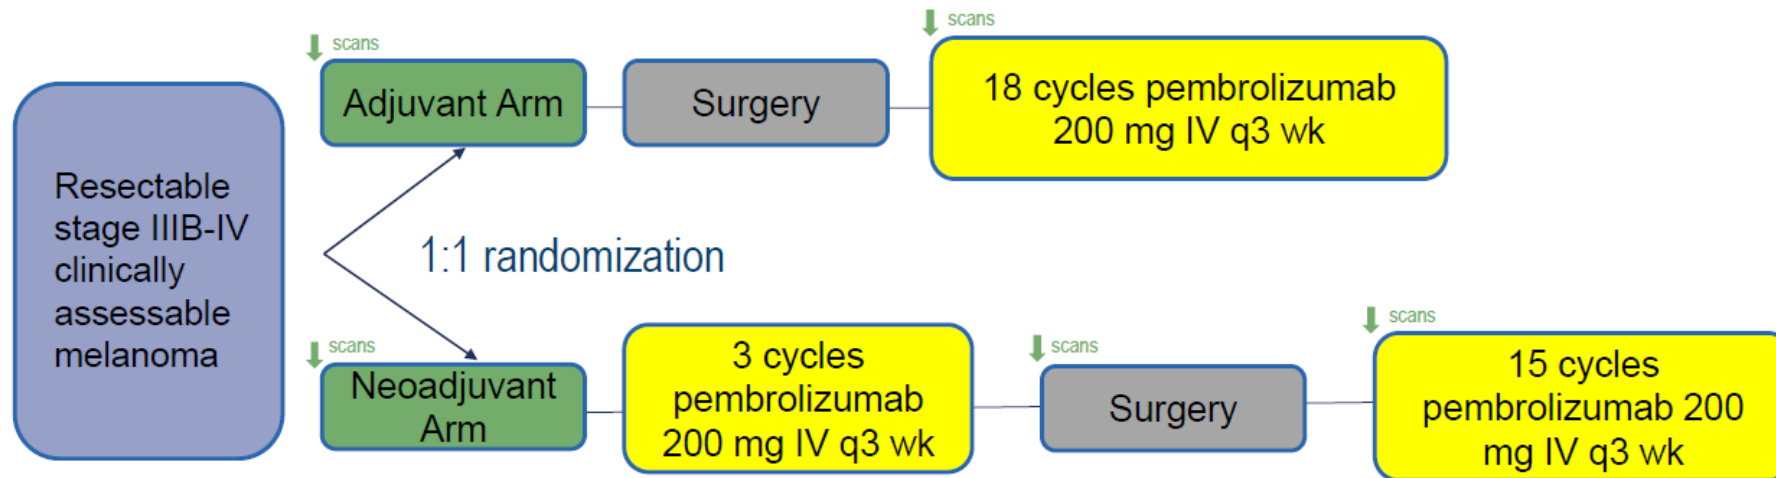 Resectable
stage IIIB-IV
clinically
assessable
melanoma
scans
Adjuvant Arm
Surgery
scans
18 cycles pembrolizumab
200 mg IV q3 wk
1:1 randomization
scans
Neoadjuvant
Arm
3 cycles
pembrolizumab
200 mg IV q3 wk
scans
Surgery
scans
15 cycles
pembrolizumab 200
mg IV q3 wk